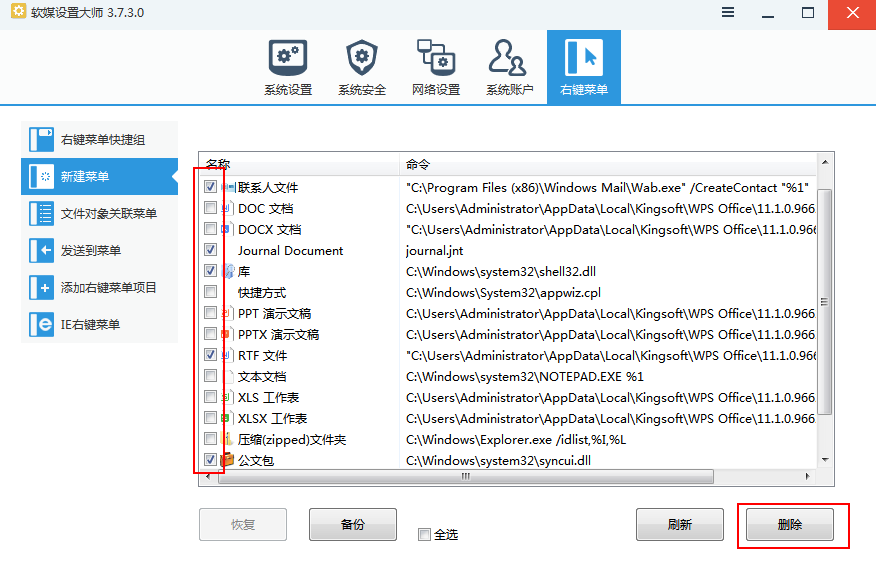 软媒设置大师 3.7.3.0
系统设置 系统安全 网络设置 系统账户 右键菜单
右键菜单快捷组
新建菜单
文件对象关联菜单
发送到菜单
添加右键菜单项目
IE右键菜单
名称 命令
联系人文件 "C:\Program Files (x86)\Windows Mail\Wab.exe" /CreateContact "%1"
DOC 文档 C:\Users\Administrator\AppData\Local\Kingsoft\WPS Office\11.1.0.966
DOCX 文档 "C:\Users\Administrator\AppData\Local\Kingsoft\WPS Office\11.1.0.966
Journal Document journal.jnt
库 C:\Windows\system32\shell32.dll
快捷方式 C:\Windows\System32\appwiz.cpl
PPT 演示文稿 C:\Users\Administrator\AppData\Local\Kingsoft\WPS Office\11.1.0.966
PPTX 演示文稿 C:\Users\Administrator\AppData\Local\Kingsoft\WPS Office\11.1.0.966
RTF 文件 "C:\Users\Administrator\AppData\Local\Kingsoft\WPS Office\11.1.0.96
文本文档 C:\Windows\system32\NOTEPAD.EXE %1
XLS 工作表 C:\Users\Administrator\AppData\Local\Kingsoft\WPS Office\11.1.0.966
XLSX 工作表 C:\Users\Administrator\AppData\Local\Kingsoft\WPS Office\11.1.0.966
压缩(zipped)文件夹 C:\Windows\Explorer.exe /idlist,%I,%L
公文包 C:\Windows\system32\syncui.dll
恢复 备份 全选 刷新 删除